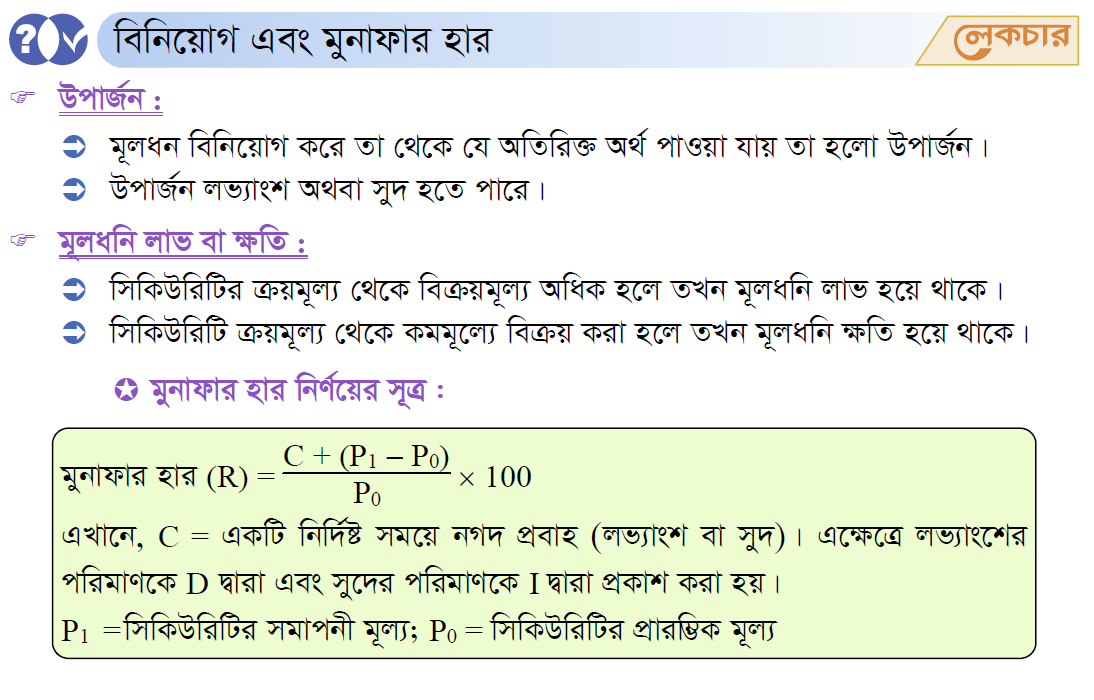 ?
বিনিয়োগ এবং মুনাফার হার
লেকচার
উপার্জন :
মূলধন বিনিয়োগ করে তা থেকে যে অতিরিক্ত অর্থ পাওয়া যায় তা হলো উপার্জন।
উপার্জন লভ্যাংশ অথবা সুদ হতে পারে।
মূলধনি লাভ বা ক্ষতি :
সিকিউরিটির ক্রয়মূল্য থেকে বিক্রয়মূল্য অধিক হলে তখন মূলধনি লাভ হয়ে থাকে।
সিকিউরিটি ক্রয়মূল্য থেকে কমমূল্যে বিক্রয় করা হলে তখন মূলধনি ক্ষতি হয়ে থাকে।
মুনাফার হার নির্ণয়ের সূত্র :
মুনাফার হার (R) = (C + (P₁ – P₀)) / P₀ × 100
এখানে, C = একটি নির্দিষ্ট সময়ে নগদ প্রবাহ (লভ্যাংশ বা সুদ)। এক্ষেত্রে লভ্যাংশের
পরিমাণকে D দ্বারা এবং সুদের পরিমাণকে I দ্বারা প্রকাশ করা হয়।
P₁ =সিকিউরিটির সমাপনী মূল্য; P₀ = সিকিউরিটির প্রারম্ভিক মূল্য